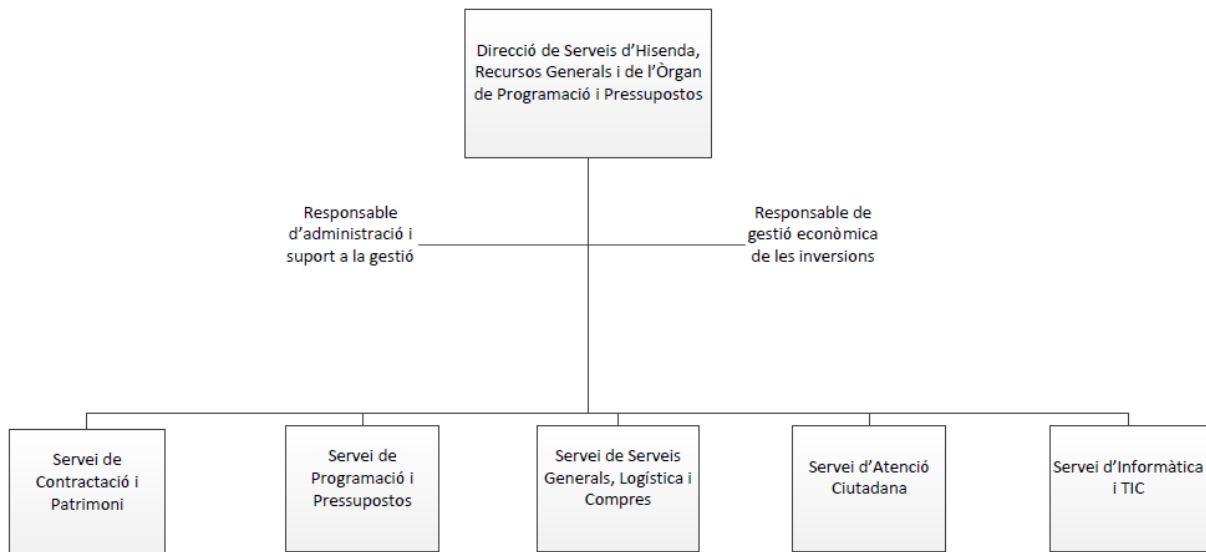 Direcció de Serveis d’Hisenda,
Recursos Generals i de l’Òrgan
de Programació i Pressupostos
Responsable
d’administració i
suport a la gestió
Responsable de
gestió econòmica
de les inversions
Servei de
Contractació i
Patrimoni
Servei de
Programació i
Pressupostos
Servei de Serveis
Generals, Logística i
Compres
Servei d’Atenció
Ciutadana
Servei d’Informàtica
i TIC